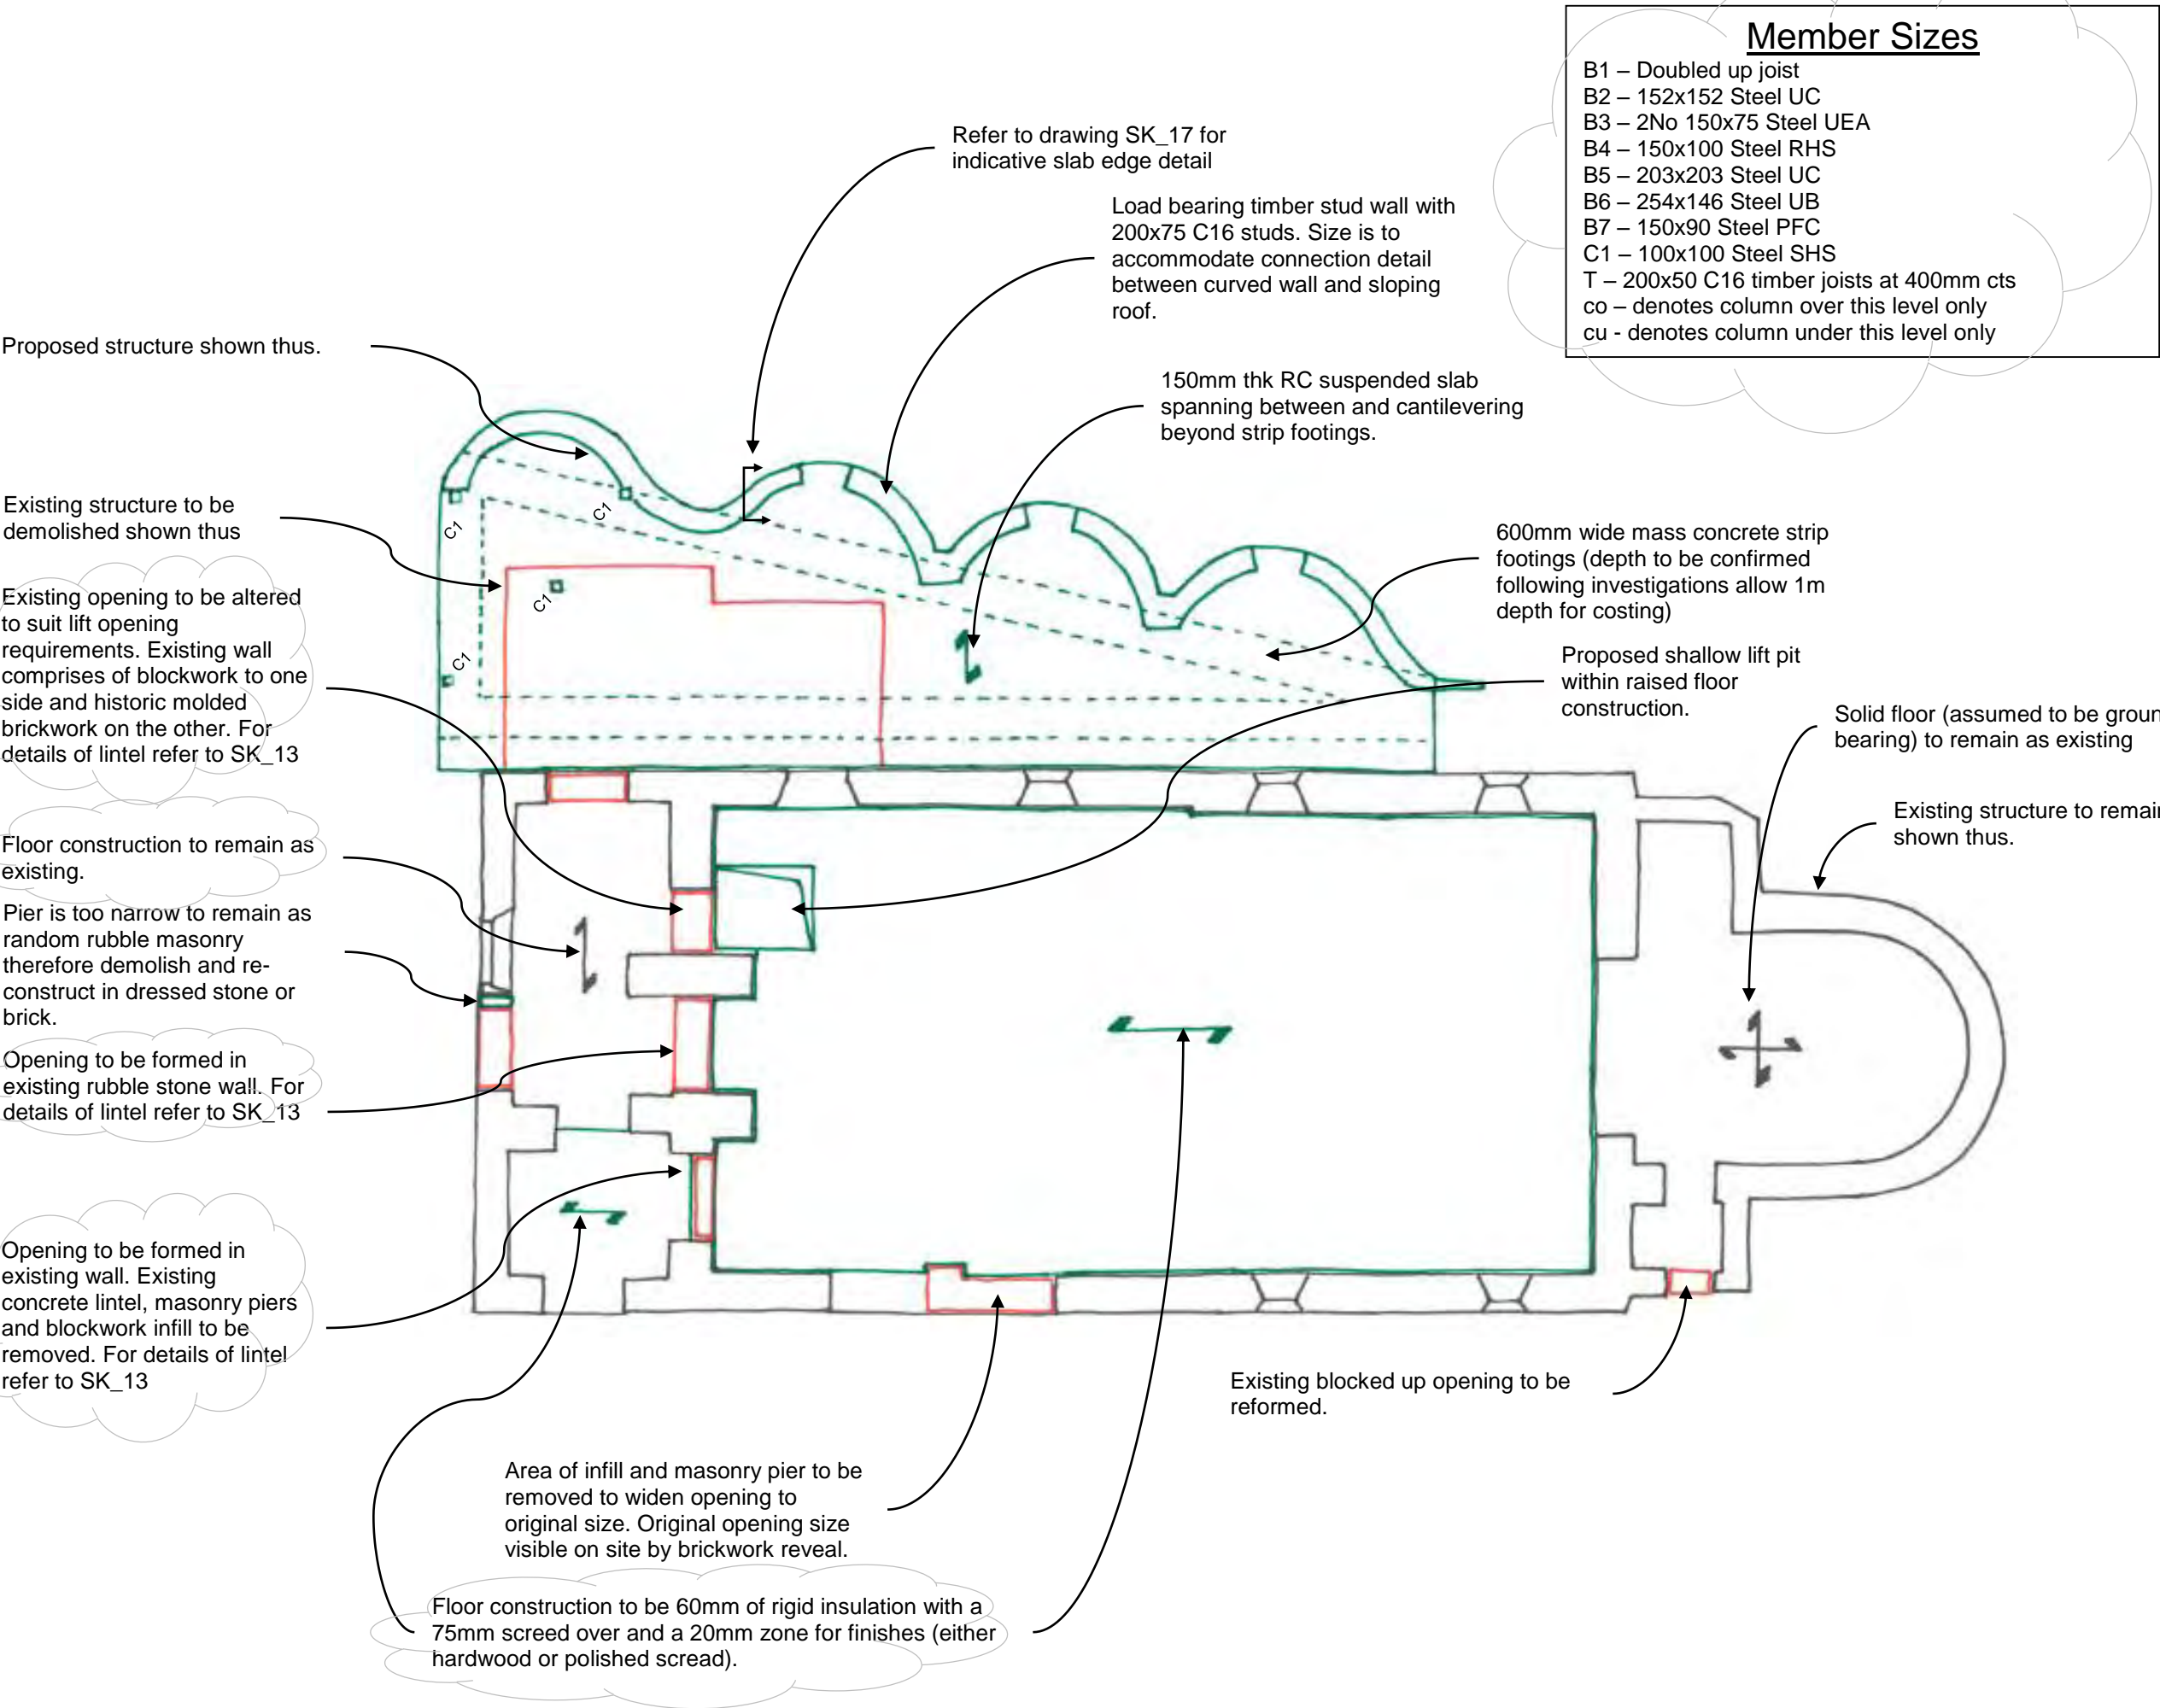 Member Sizes
B1 – Doubled up joist
B2 – 152x152 Steel UC
B3 – 2No 150x75 Steel UEA
B4 – 150x100 Steel RHS
B5 – 203x203 Steel UC
B6 – 254x146 Steel UB
B7 – 150x90 Steel PFC
C1 – 100x100 Steel SHS
T – 200x50 C16 timber joists at 400mm cts
co – denotes column over this level only
cu - denotes column under this level only
Refer to drawing SK_17 for
indicative slab edge detail
Load bearing timber stud wall with
200x75 C16 studs. Size is to
accommodate connection detail
between curved wall and sloping
roof.
Proposed structure shown thus.
150mm thk RC suspended slab
spanning between and cantilevering
beyond strip footings.
Existing structure to be
demolished shown thus
C1
C1
C1
C1
600mm wide mass concrete strip
footings (depth to be confirmed
following investigations allow 1m
depth for costing)
Existing opening to be altered
to suit lift opening
requirements. Existing wall
comprises of blockwork to one
side and historic molded
brickwork on the other. For
details of lintel refer to SK_13
Proposed shallow lift pit
within raised floor
construction.
Solid floor (assumed to be groun
bearing) to remain as existing
Existing structure to remain
shown thus.
Floor construction to remain as
existing.
Pier is too narrow to remain as
random rubble masonry
therefore demolish and re-
construct in dressed stone or
brick.
Opening to be formed in
existing rubble stone wall. For
details of lintel refer to SK_13
Opening to be formed in
existing wall. Existing
concrete lintel, masonry piers
and blockwork infill to be
removed. For details of lintel
refer to SK_13
Existing blocked up opening to be
reformed.
Area of infill and masonry pier to be
removed to widen opening to
original size. Original opening size
visible on site by brickwork reveal.
Floor construction to be 60mm of rigid insulation with a
75mm screed over and a 20mm zone for finishes (either
hardwood or polished scread).